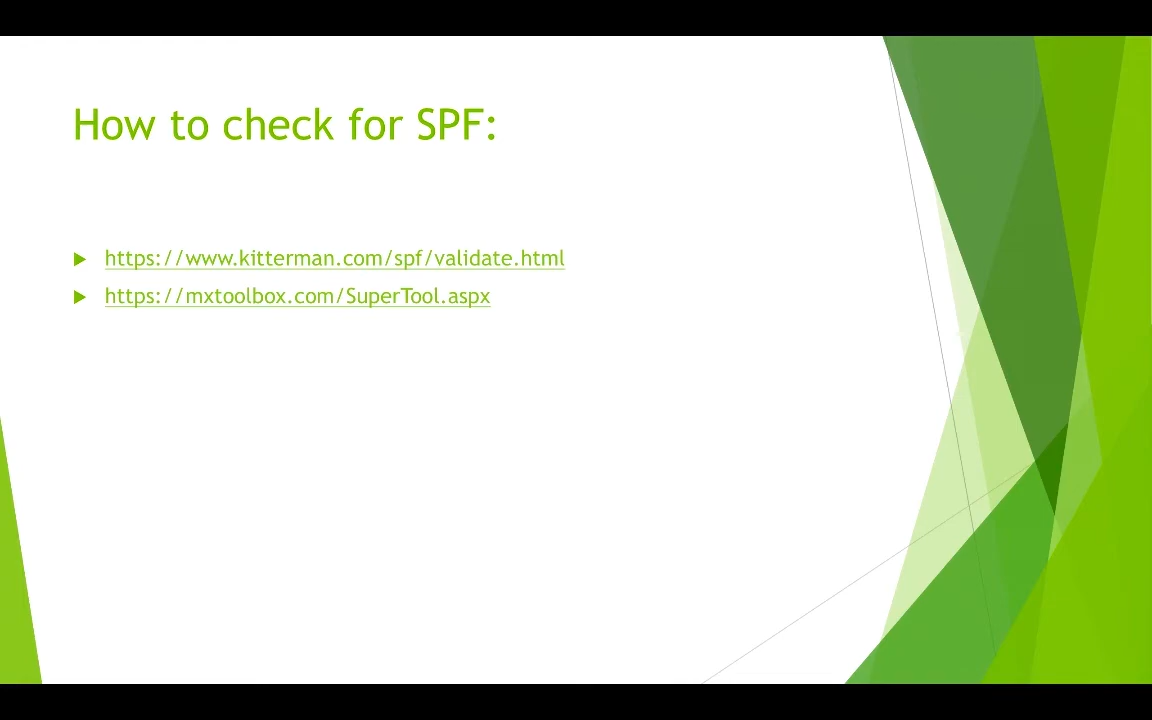 How to check for SPF:
https://www.kitterman.com/spf/validate.html
https://mxtoolbox.com/SuperTool.aspx